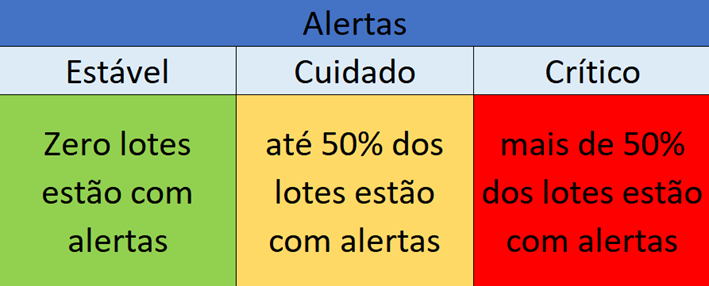 Alertas
Estável
Cuidado
Crítico
Zero lotes
estão com
alertas
até 50% dos
lotes estão
com alertas
mais de 50%
dos lotes estão
com alertas